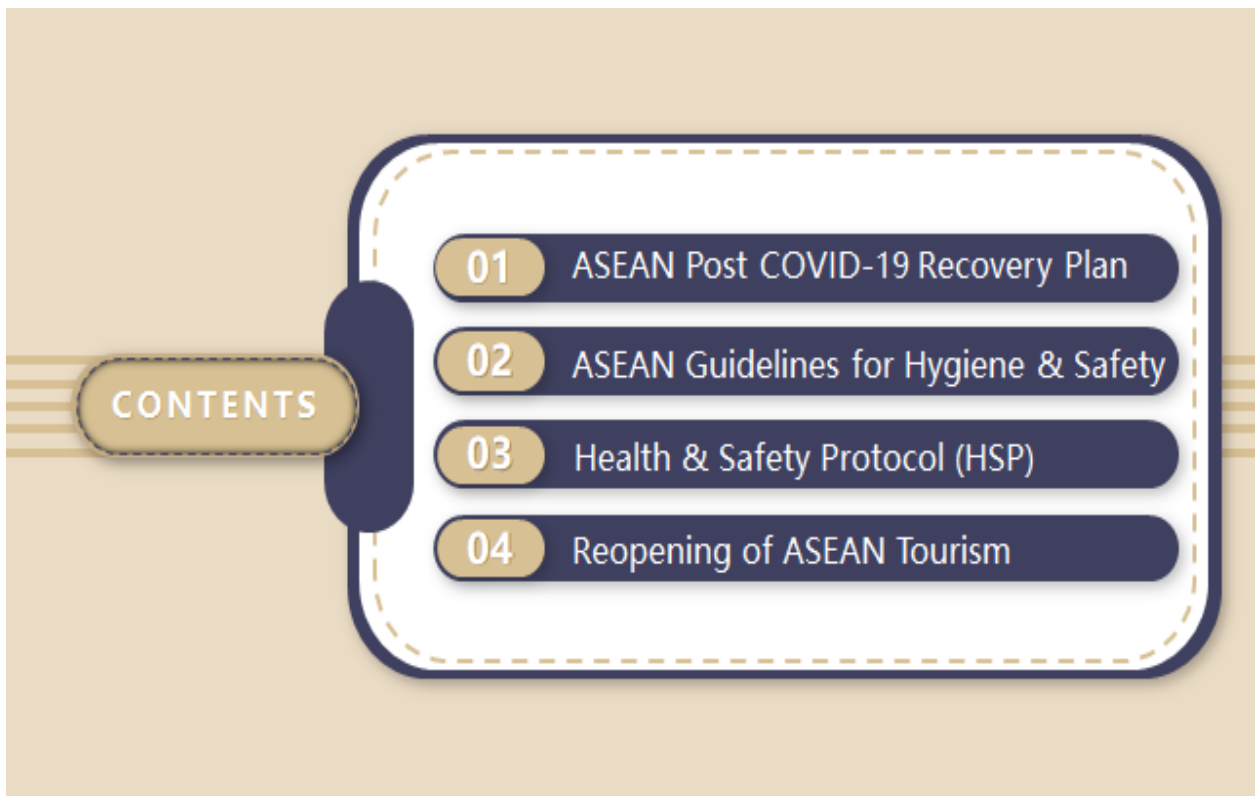 CONTENTS
01 ASEAN Post COVID-19 Recovery Plan
02 ASEAN Guidelines for Hygiene & Safety
03 Health & Safety Protocol (HSP)
04 Reopening of ASEAN Tourism